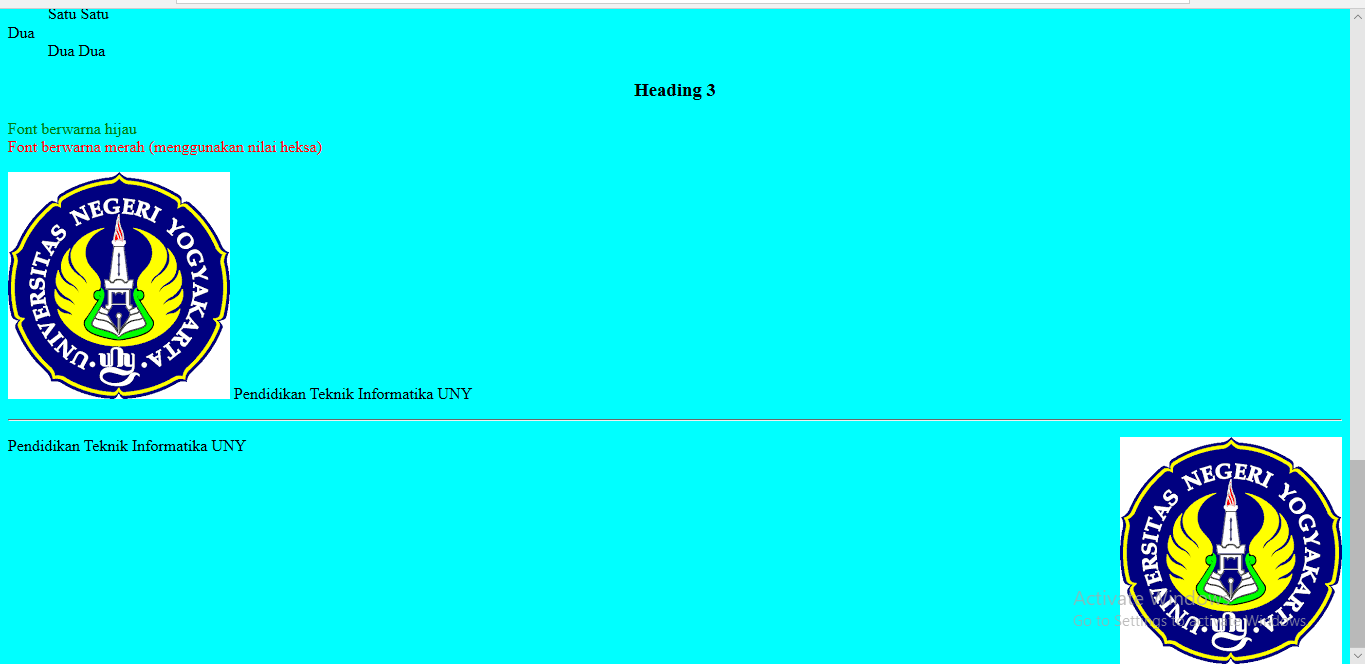 Satu Satu
Dua
Dua Dua
Heading 3
Font berwarna hijau
Font berwarna merah (menggunakan nilai heksa)
UNIVERSITAS NEGERI YOGYAKARTA
uny
Pendidikan Teknik Informatika UNY
Pendidikan Teknik Informatika UNY
UNIVERSITAS NEGERI YOGYAKARTA
uny
Activate Windows
Go to Settings to activate Windows.